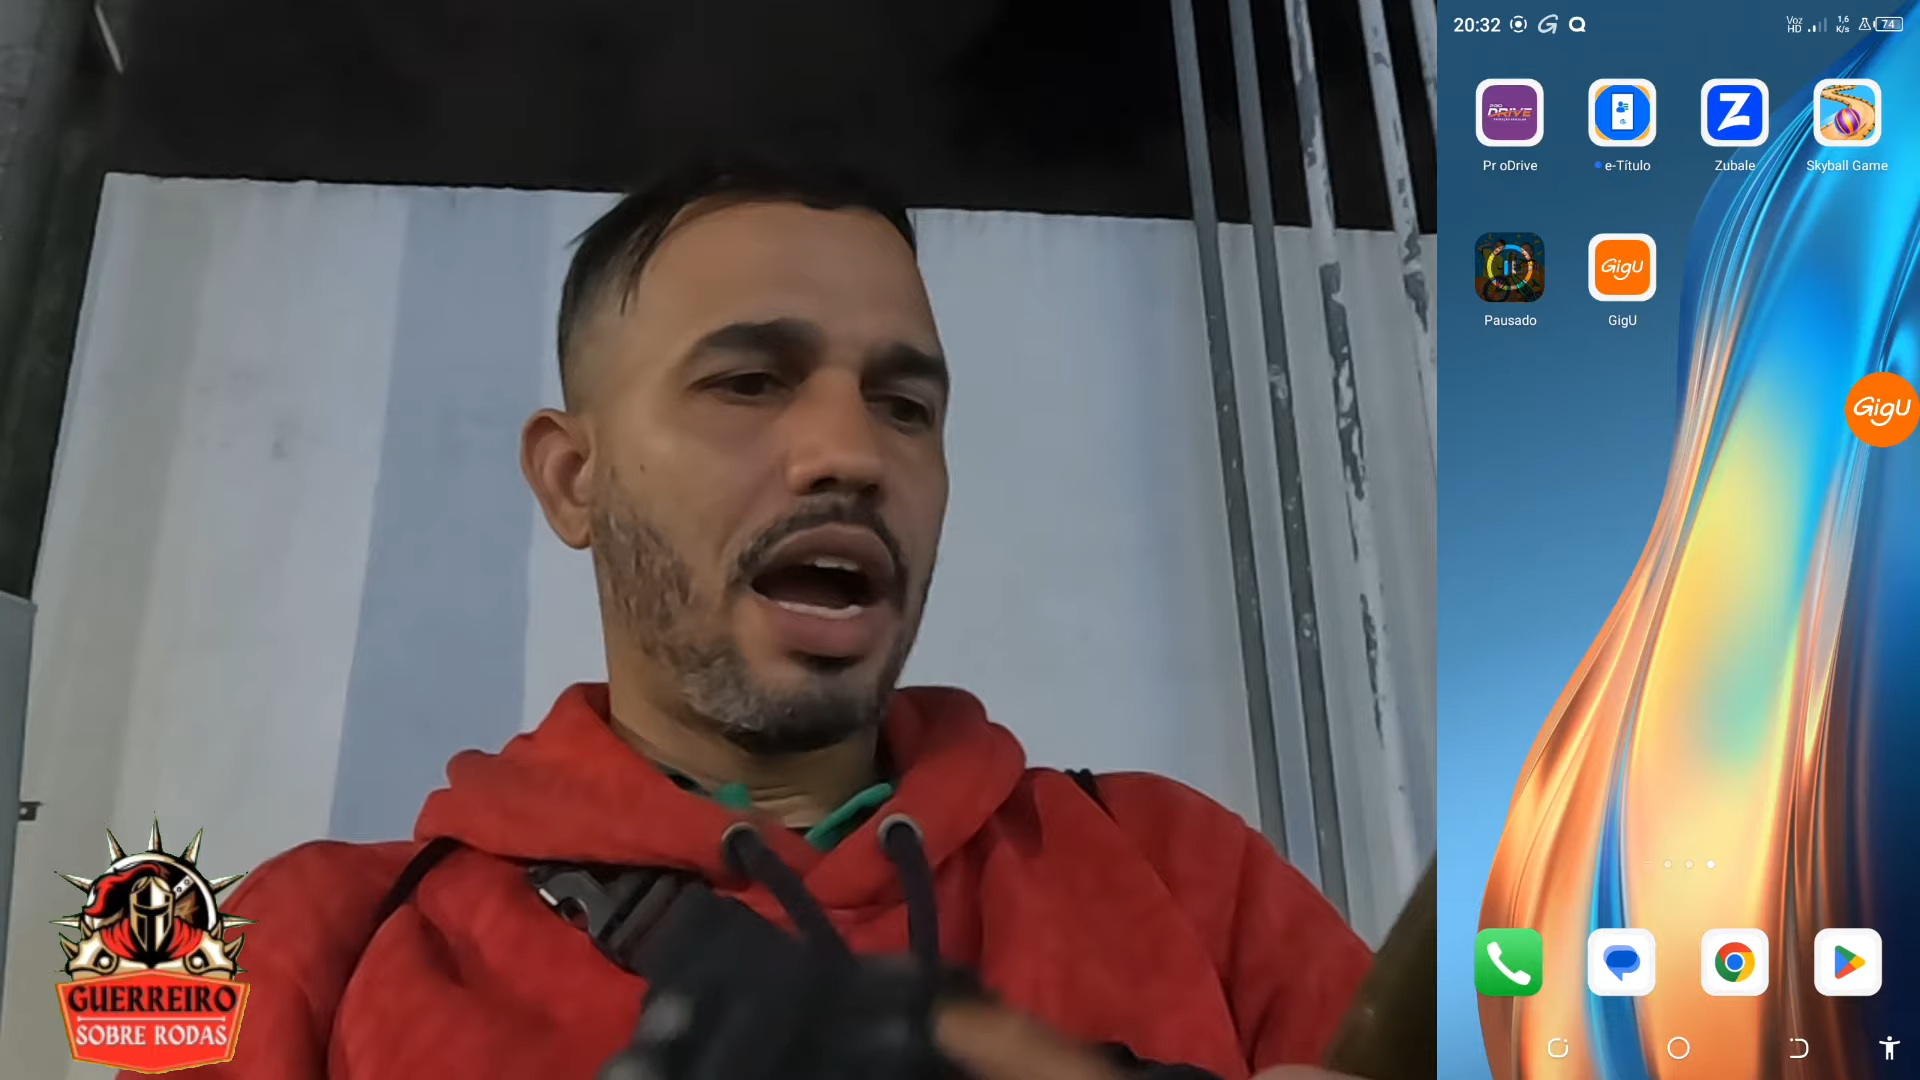 GUERREIRO
SOBRE RODAS
20:32
Voz
HD
1,6
K/s
74
DRIVE
Pr oDrive
e-Título
Z
Zubale
Skyball Game
Pausado
GigU
GigU
GigU